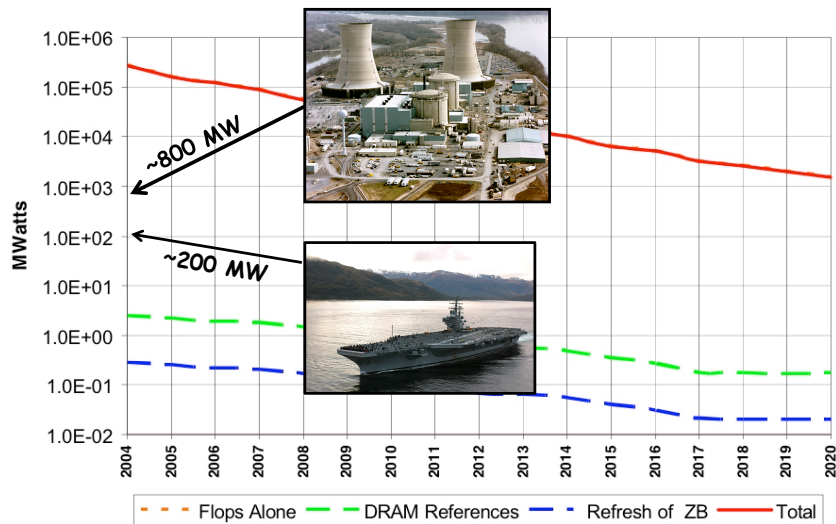 1.0E+06
1.0E+05
1.0E+04
1.0E+03
1.0E+02
1.0E+01
1.0E+00
1.0E-01
1.0E-02
MWatts
~800 MW
~200 MW
2004 2005 2006 2007 2008 2009 2010 2011 2012 2013 2014 2015 2016 2017 2018 2019 2020
Flops Alone DRAM References Refresh of ZB Total